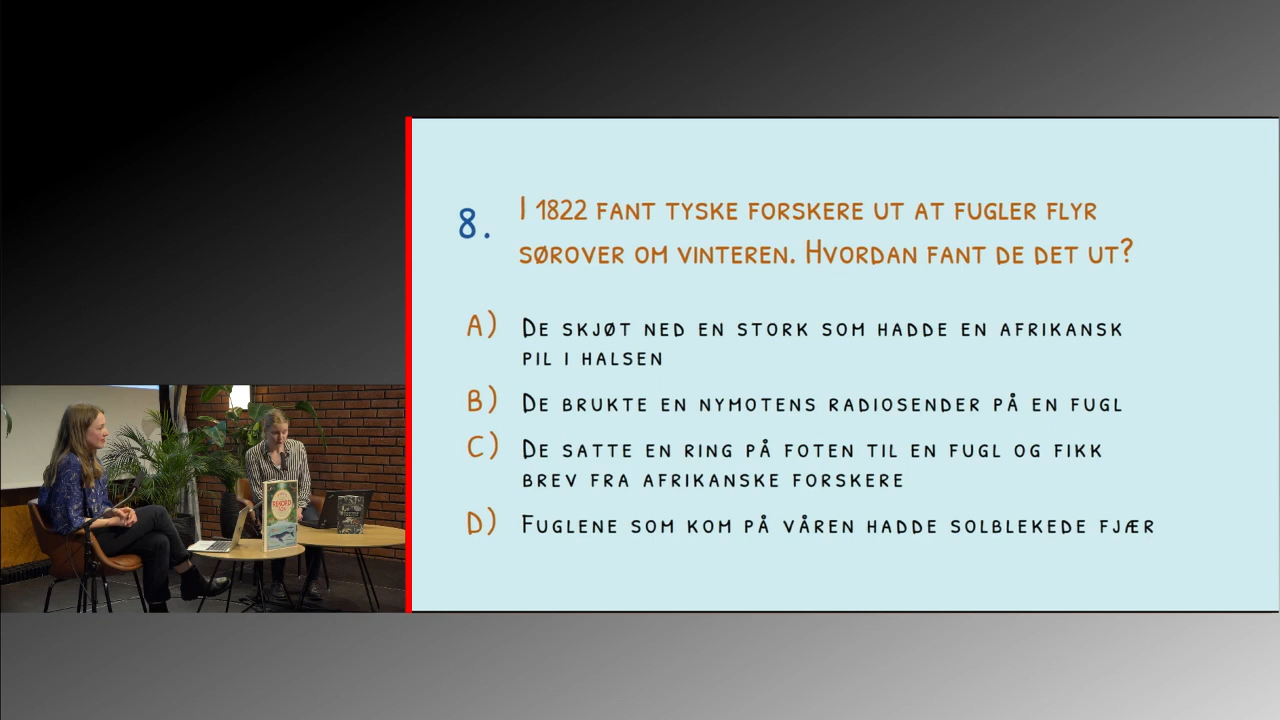 8.
I 1822 fant tyske forskere ut at fugler flyr
sørover om vinteren. Hvordan fant de det ut?
A) De skjøt ned en stork som hadde en afrikansk
pil i halsen
B) De brukte en nymotens radiosender på en fugl
C) De satte en ring på foten til en fugl og fikk
brev fra afrikanske forskere
D) Fuglene som kom på våren hadde solblekede fjær
REKORD